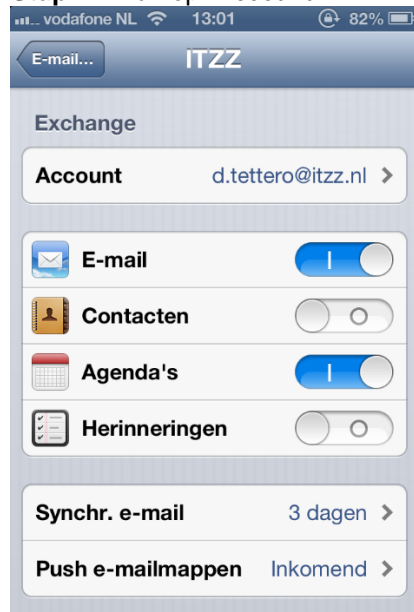 vodafone NL 13:01 82%
E-mail... ITZZ
Exchange
Account d.tettero@itzz.nl
E-mail
Contacten
Agenda's
Herinneringen
Synchr. e-mail 3 dagen
Push e-mailmappen Inkomend